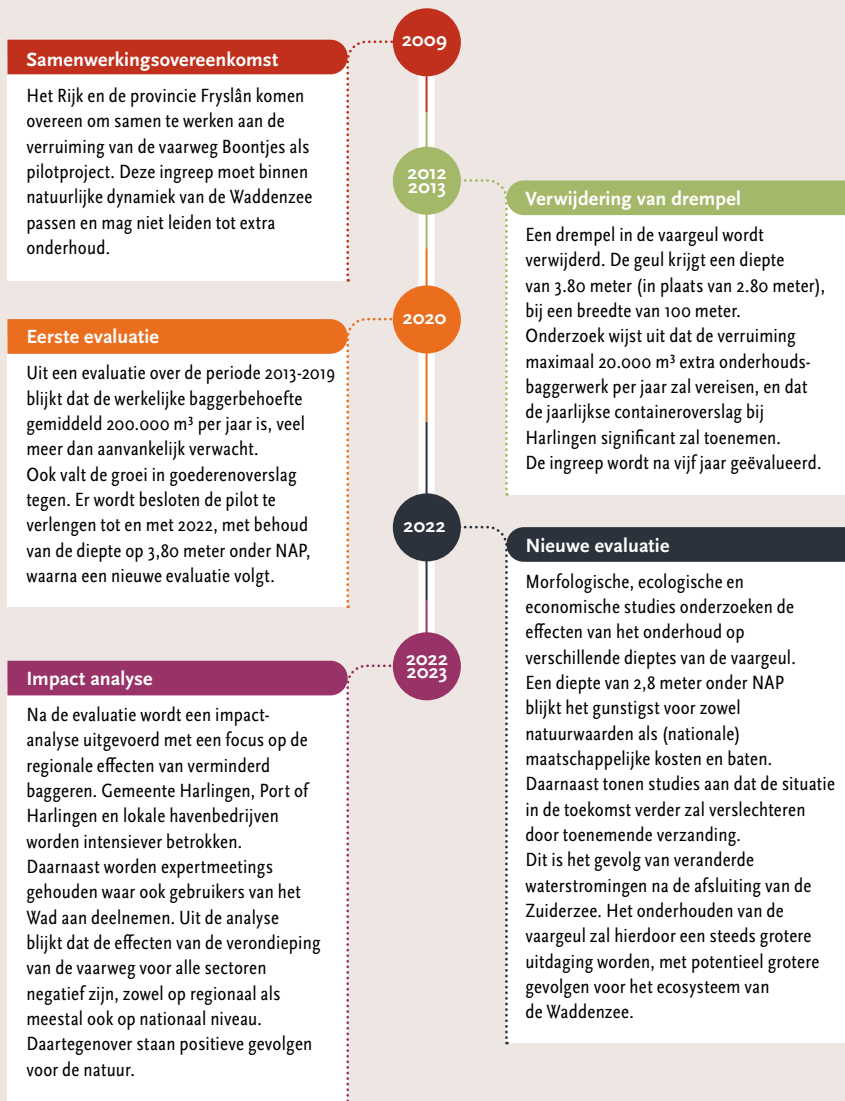 2009
Samenwerkingsovereenkomst
Het Rijk en de provincie Fryslân komen
overeen om samen te werken aan de
verruiming van de vaarweg Boontjes als
pilotproject. Deze ingreep moet binnen
natuurlijke dynamiek van de Waddenzee
passen en mag niet leiden tot extra
onderhoud.
2012
2013
Verwijdering van drempel
Een drempel in de vaargeul wordt
verwijderd. De geul krijgt een diepte
van 3.80 meter (in plaats van 2.80 meter),
bij een breedte van 100 meter.
Onderzoek wijst uit dat de verruiming
maximaal 20.000 m³ extra onderhouds-
baggerwerk per jaar zal vereisen, en dat
de jaarlijkse containeroverslag bij
Harlingen significant zal toenemen.
De ingreep wordt na vijf jaar geëvalueerd.
2020
Eerste evaluatie
Uit een evaluatie over de periode 2013-2019
blijkt dat de werkelijke baggerbehoefte
gemiddeld 200.000 m³ per jaar is, veel
meer dan aanvankelijk verwacht.
Ook valt de groei in goederenoverslag
tegen. Er wordt besloten de pilot te
verlengen tot en met 2022, met behoud
van de diepte op 3,80 meter onder NAP,
waarna een nieuwe evaluatie volgt.
2022
Nieuwe evaluatie
Morfologische, ecologische en
economische studies onderzoeken de
effecten van het onderhoud op
verschillende dieptes van de vaargeul.
Een diepte van 2,8 meter onder NAP
blijkt het gunstigst voor zowel
natuurwaarden als (nationale)
maatschappelijke kosten en baten.
Daarnaast tonen studies aan dat de situatie
in de toekomst verder zal verslechteren
door toenemende verzanding.
Dit is het gevolg van veranderde
waterstromingen na de afsluiting van de
Zuiderzee. Het onderhouden van de
vaargeul zal hierdoor een steeds grotere
uitdaging worden, met potentieel grotere
gevolgen voor het ecosysteem van
de Waddenzee.
2022
2023
Impact analyse
Na de evaluatie wordt een impact-
analyse uitgevoerd met een focus op de
regionale effecten van verminderd
baggeren. Gemeente Harlingen, Port of
Harlingen en lokale havenbedrijven
worden intensiever betrokken.
Daarnaast worden expertmeetings
gehouden waar ook gebruikers van het
Wad aan deelnemen. Uit de analyse
blijkt dat de effecten van de verondieping
van de vaarweg voor alle sectoren
negatief zijn, zowel op regionaal als
meestal ook op nationaal niveau.
Daartegenover staan positieve gevolgen
voor de natuur.